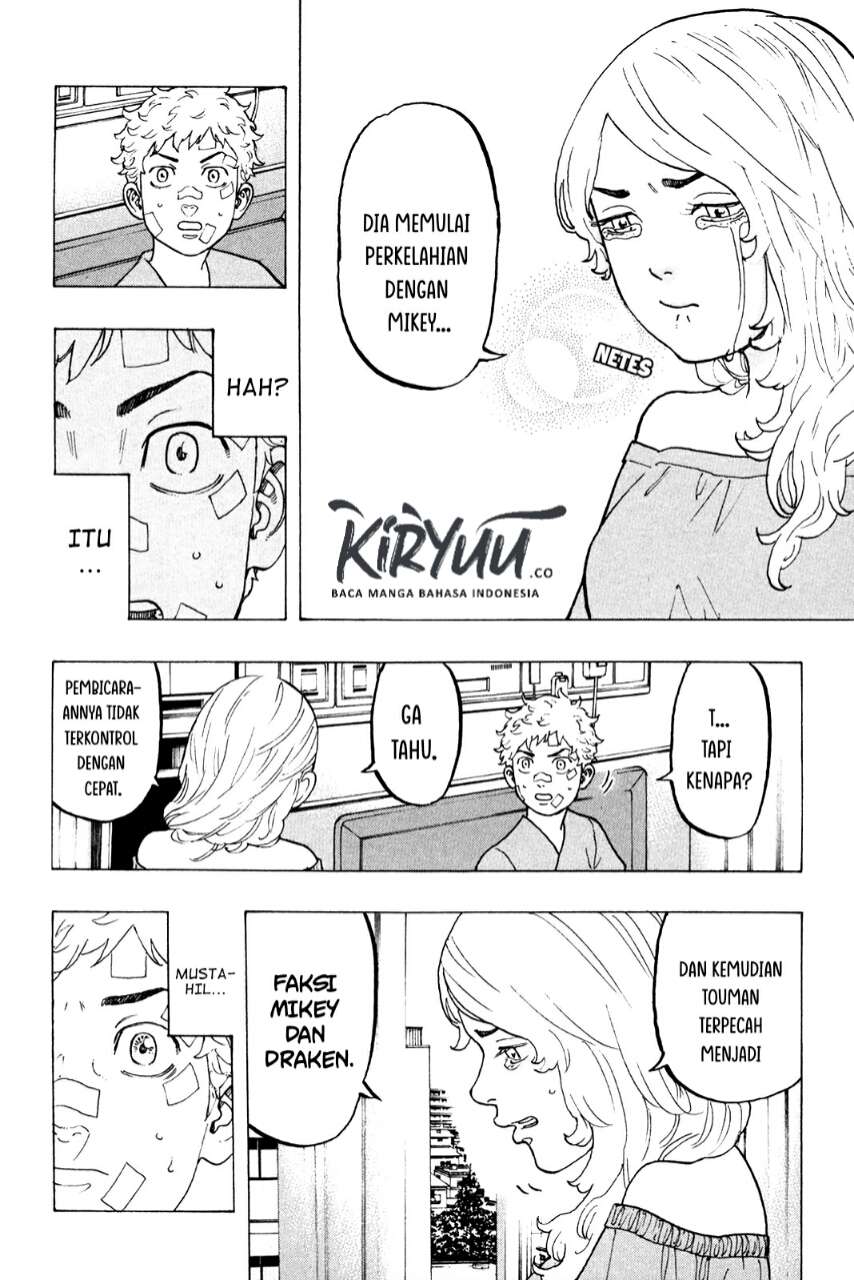 DIA MEMULAI
PERKELAHIAN
DENGAN
MIKEY...
NETES
HAH?
ITU
...
KIRYUU.CO
BACA MANGA BAHASA INDONESIA
T...
TAPI
KENAPA?
GA
TAHU.
PEMBICARA-
ANNYA TIDAK
TERKONTROL
DENGAN
CEPAT.
DAN KEMUDIAN
TOUMAN
TERPECAH
MENJADI
FAKSI
MIKEY
DAN
DRAKEN.
MUSTA-
HIL...